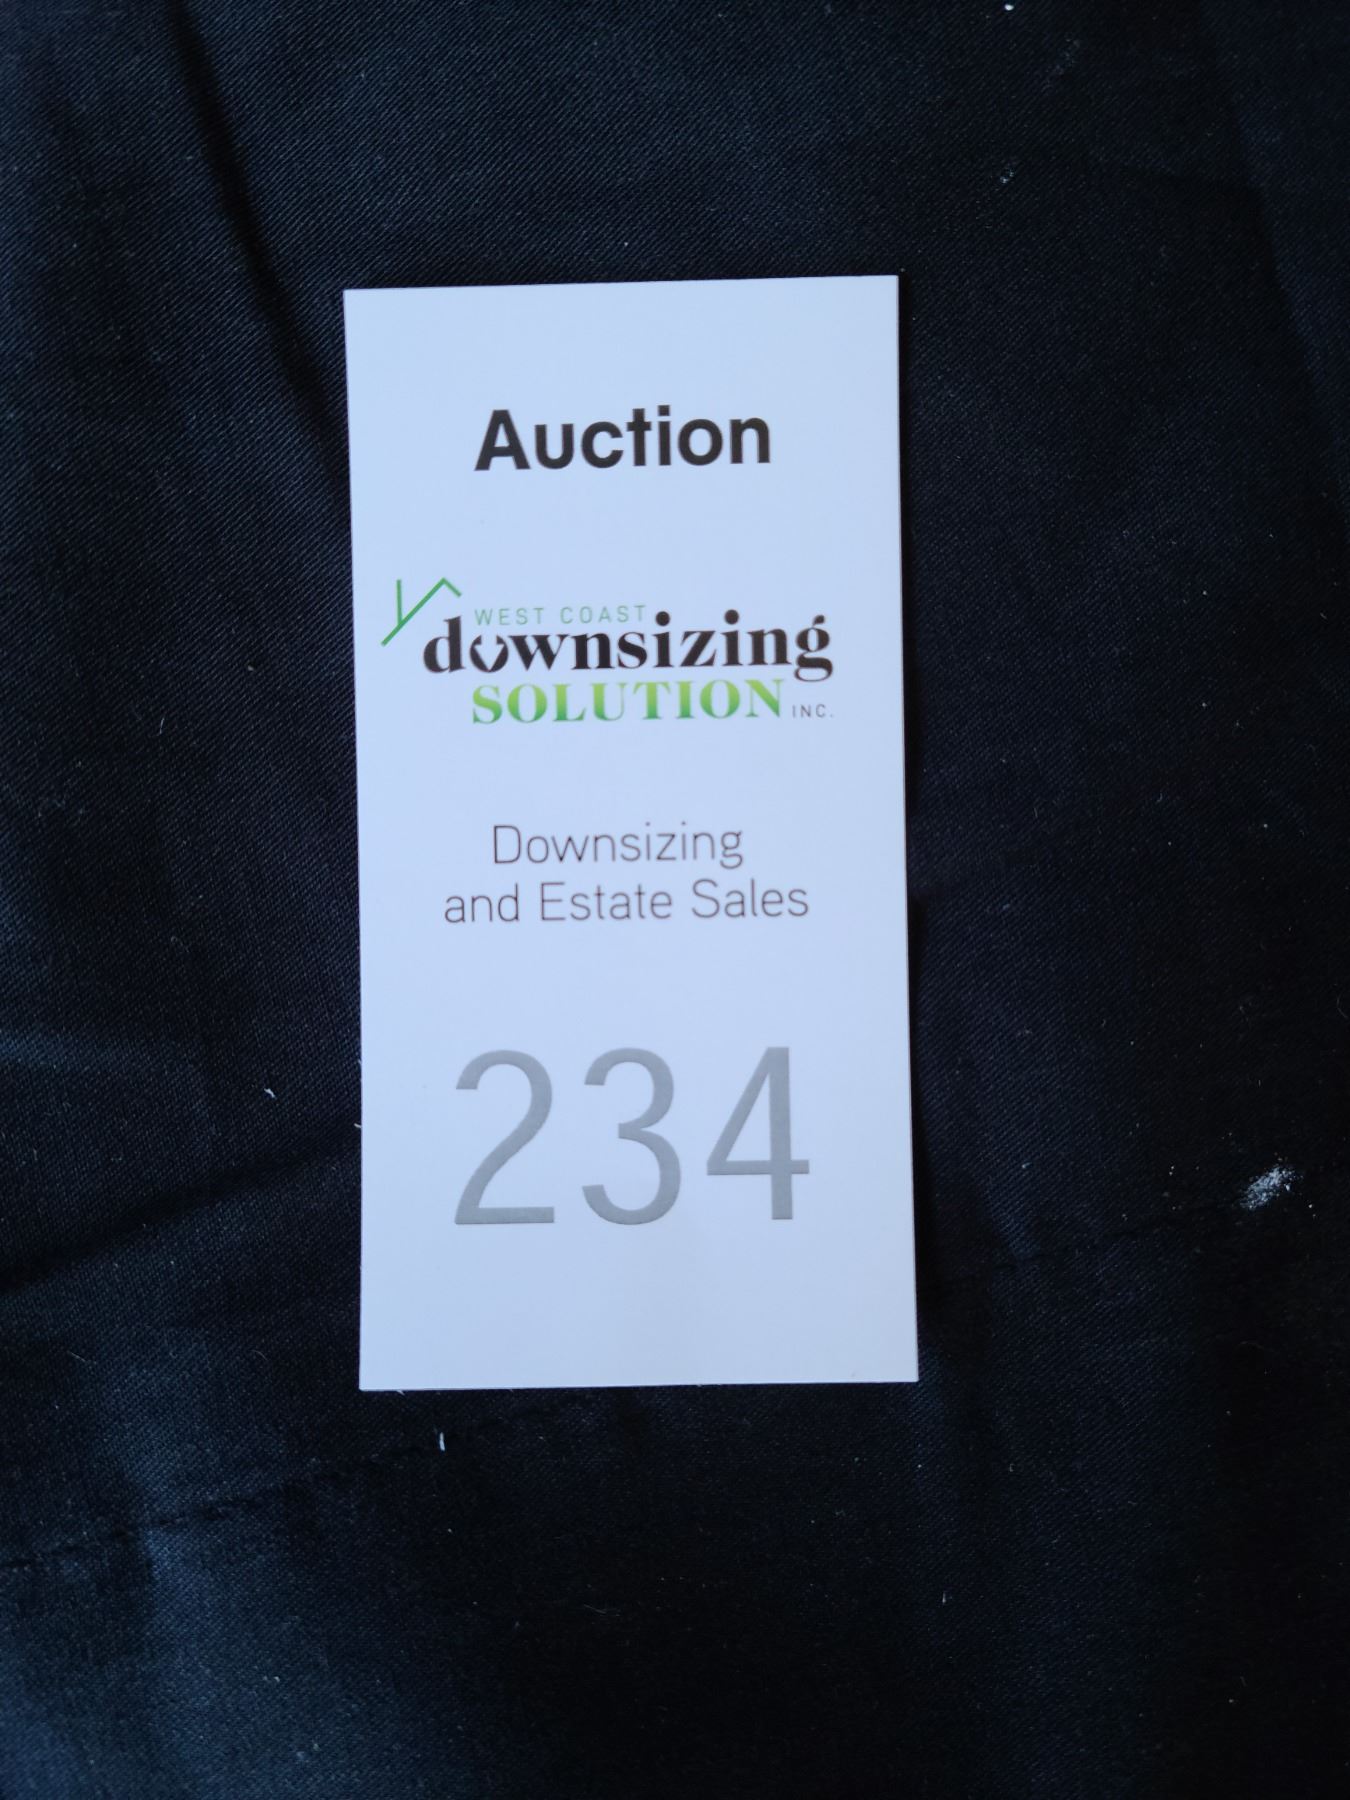 Auction
WEST COAST
downsizing
SOLUTION INC.
Downsizing
and Estate Sales
234